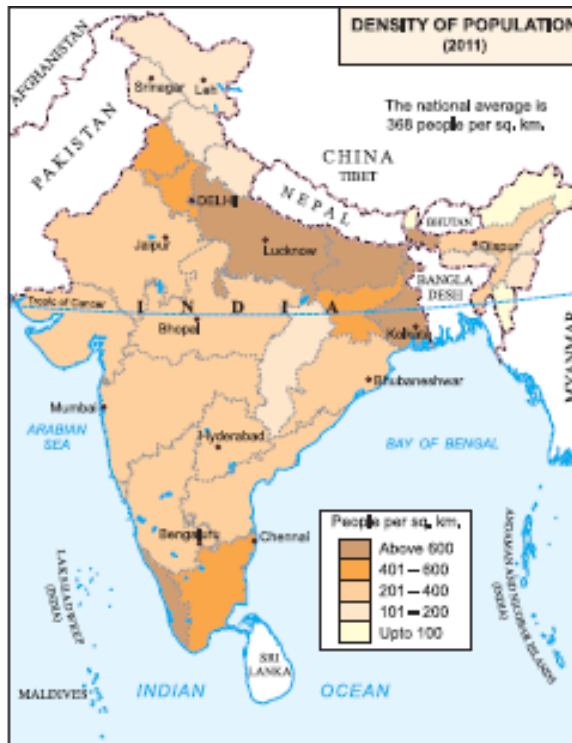 DENSITY OF POPULATION
(2011)
The national average is
368 people per sq. km.
AFGHANISTAN
PAKISTAN
Srinagar
Leh
CHINA
TIBET
NEPAL
BHUTAN
DELHI
Jaipur
Lucknow
Dispur
BANGLA
DESH
Tropic of Cancer
INDIA
Bhopal
Kolkata
MYANMAR
Bhubaneshwar
Mumbai
ARABIAN
SEA
Hyderabad
BAY OF BENGAL
Bengaluru
Chennai
People per sq. km.
Above 600
401–600
201–400
101–200
Upto 100
LAKSHADWEEP
(INDIA)
ANDAMAN AND NICOBAR ISLANDS
(INDIA)
SRI
LANKA
MALDIVES
INDIAN OCEAN